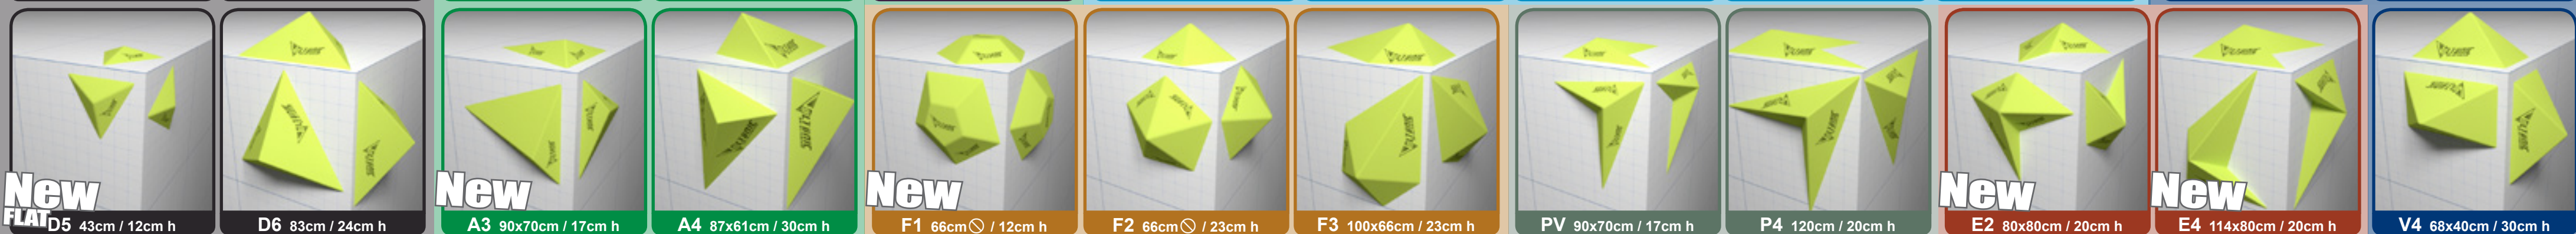 New
FLAT D5 43cm / 12cm h
D6 83cm / 24cm h
New
A3 90x70cm / 17cm h
A4 87x61cm / 30cm h
New
F1 66cm / 12cm h
F2 66cm / 23cm h
F3 100x66cm / 23cm h
PV 90x70cm / 17cm h
P4 120cm / 20cm h
New
E2 80x80cm / 20cm h
New
E4 114x80cm / 20cm h
V4 68x40cm / 30cm h